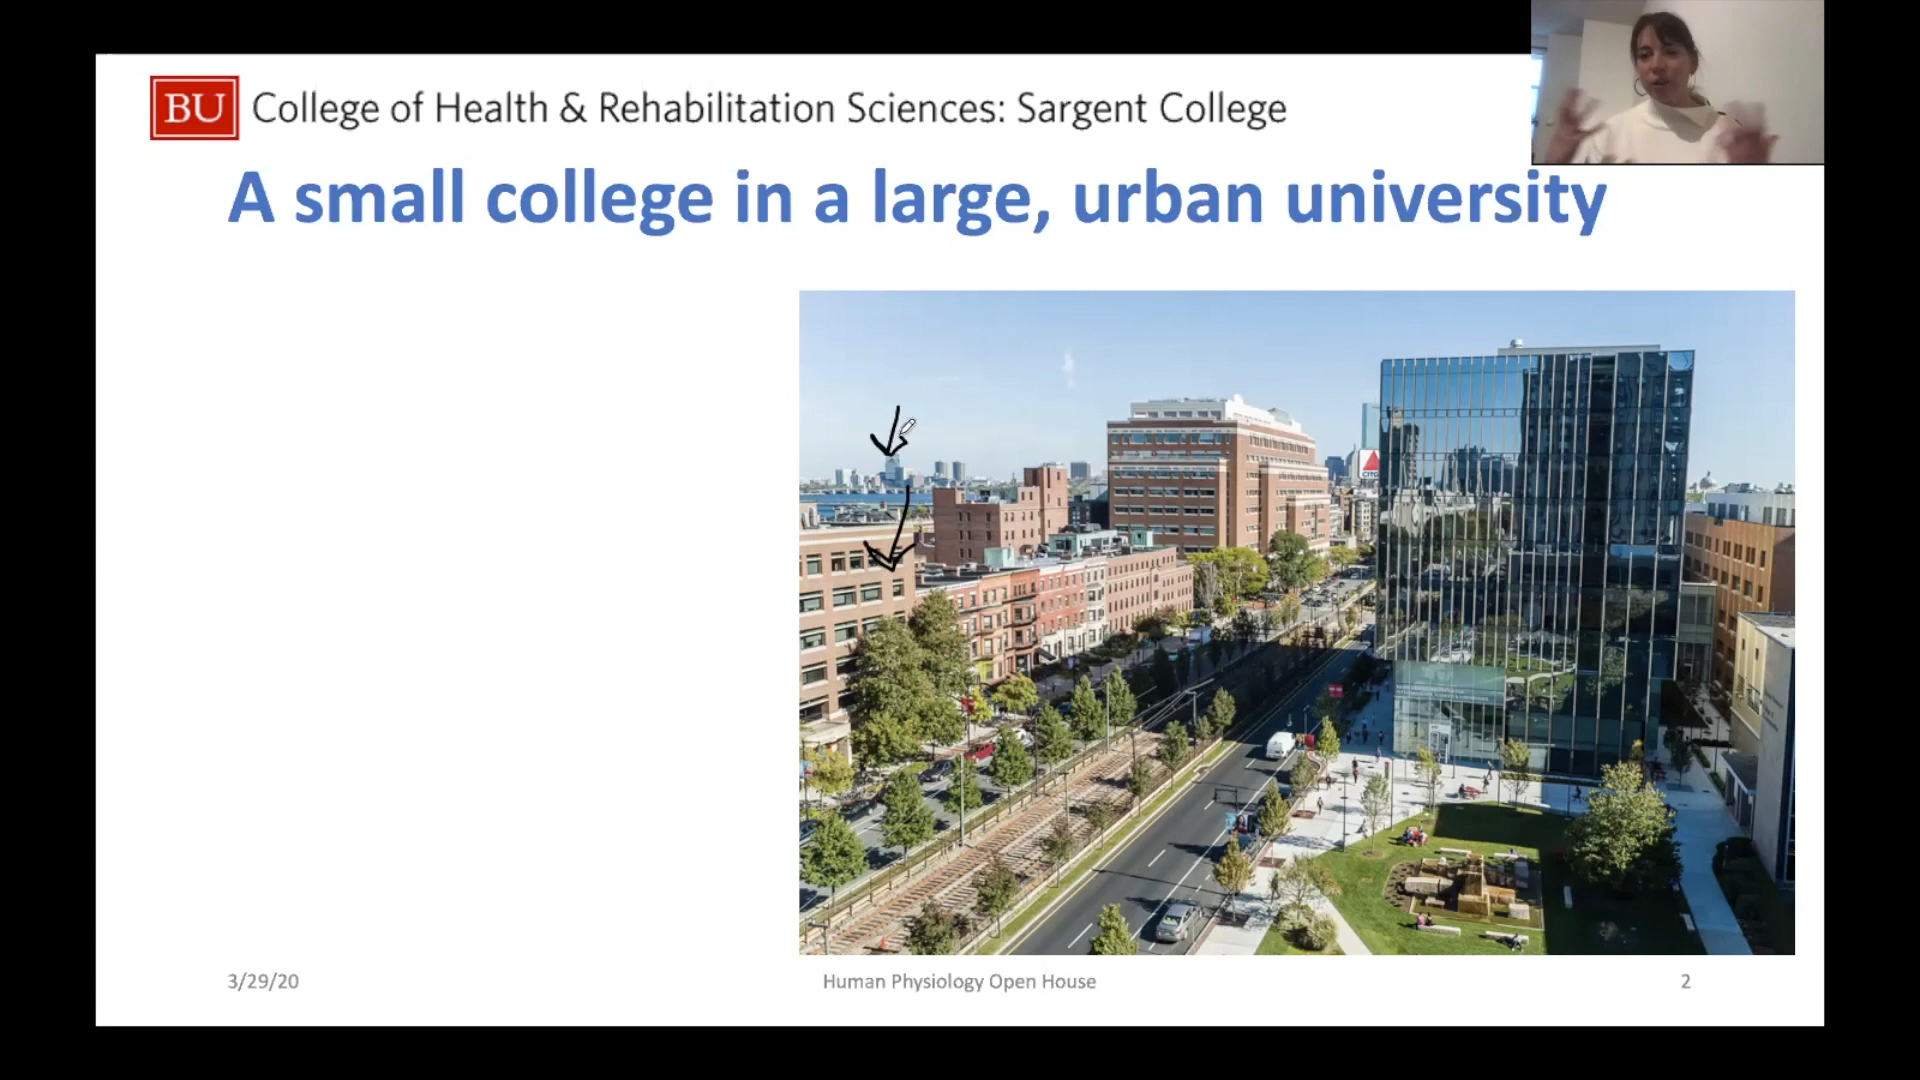 BU College of Health & Rehabilitation Sciences: Sargent College
A small college in a large, urban university
CITGO
3/29/20
Human Physiology Open House
2